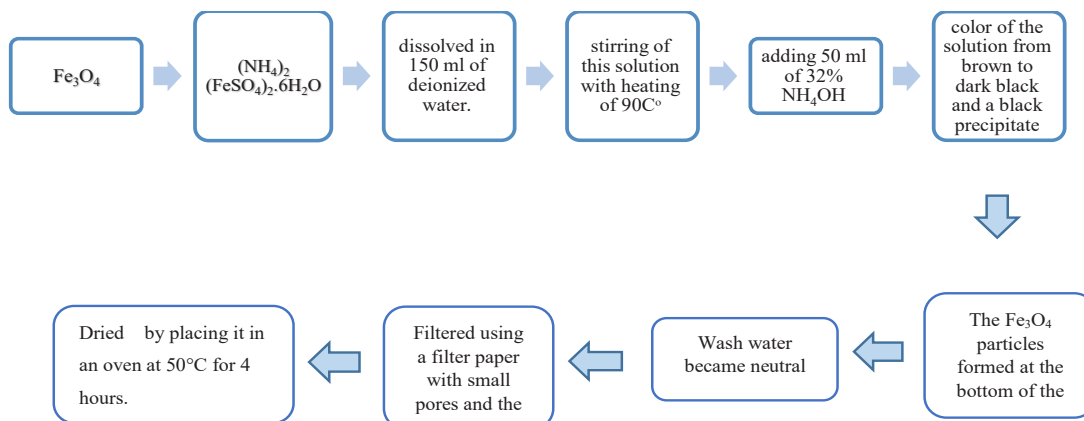 Fe₃O₄
(NH₄)₂
(FeSO₄)₂.6H₂O
dissolved in
150 ml of
deionized
water.
stirring of
this solution
with heating
of 90Cᵒ
adding 50 ml
of 32%
NH₄OH
color of the
solution from
brown to
dark black
and a black
precipitate
The Fe₃O₄
particles
formed at the
bottom of the
Wash water
became neutral
Filtered using
a filter paper
with small
pores and the
Dried by placing it in
an oven at 50°C for 4
hours.